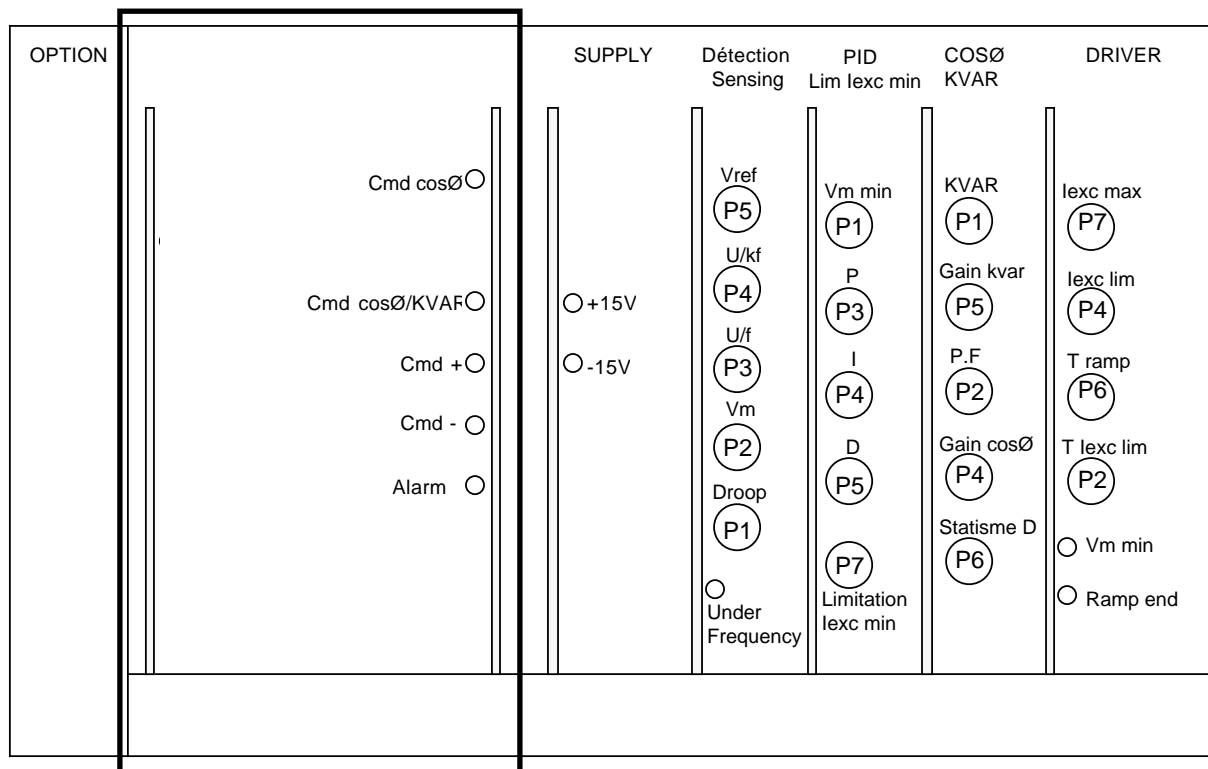 OPTION
SUPPLY
Détection
Sensing
PID
Lim Iexc min
COSØ
KVAR
DRIVER
Cmd cosØ
Cmd cosØ/KVAR
Cmd +
Cmd -
Alarm
+15V
-15V
Vref
P5
U/kf
P4
U/f
P3
Vm
P2
Droop
P1
Under
Frequency
Vm min
P1
P
P3
I
P4
D
P5
P7
Limitation
Iexc min
KVAR
P1
Gain kvar
P5
P.F
P2
Gain cosØ
P4
Statisme D
P6
Iexc max
P7
Iexc lim
P4
T ramp
P6
T Iexc lim
P2
Vm min
Ramp end